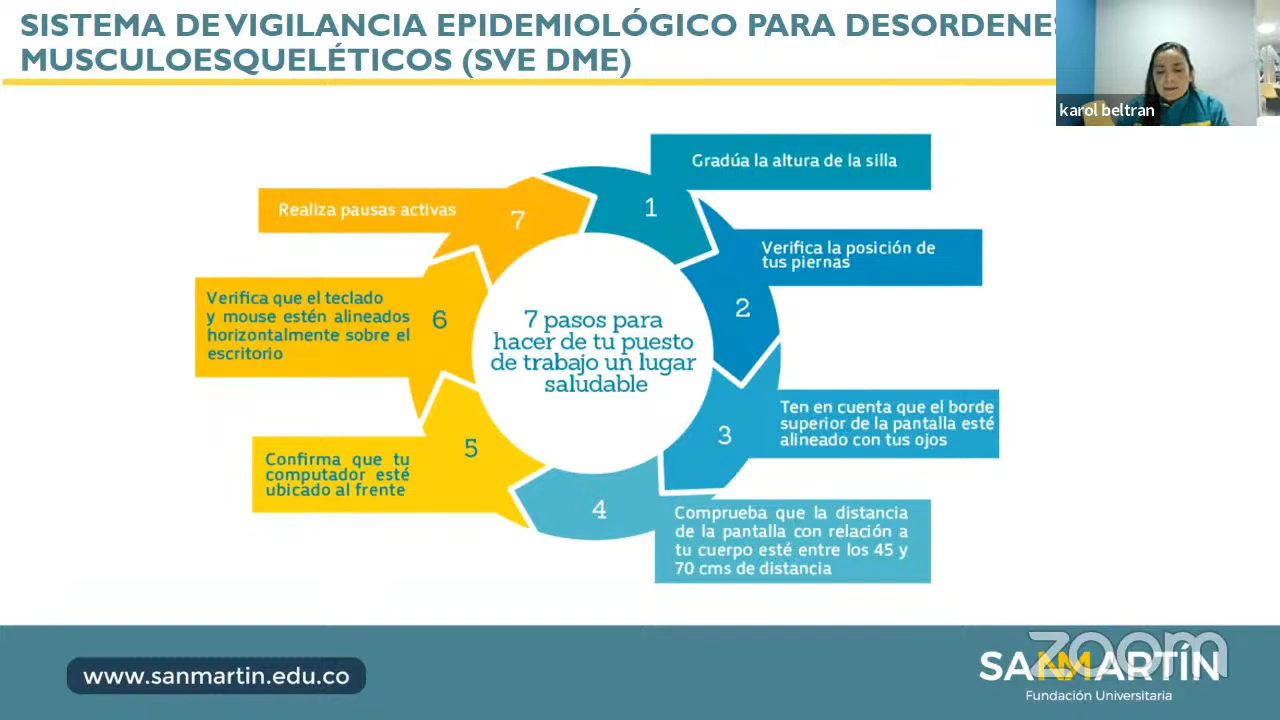 SISTEMA DE VIGILANCIA EPIDEMIOLÓGICO PARA DESORDENES
MUSCULOESQUELÉTICOS (SVE DME)
karol beltran
7 pasos para
hacer de tu puesto
de trabajo un lugar
saludable
1
Gradúa la altura de la silla
2
Verifica la posición de
tus piernas
3
Ten en cuenta que el borde
superior de la pantalla esté
alineado con tus ojos
4
Comprueba que la distancia
de la pantalla con relación a
tu cuerpo esté entre los 45 y
70 cms de distancia
5
Confirma que tu
computador esté
ubicado al frente
6
Verifica que el teclado
y mouse estén alineados
horizontalmente sobre el
escritorio
7
Realiza pausas activas
www.sanmartin.edu.co
zoom
SANMARTÍN
Fundación Universitaria